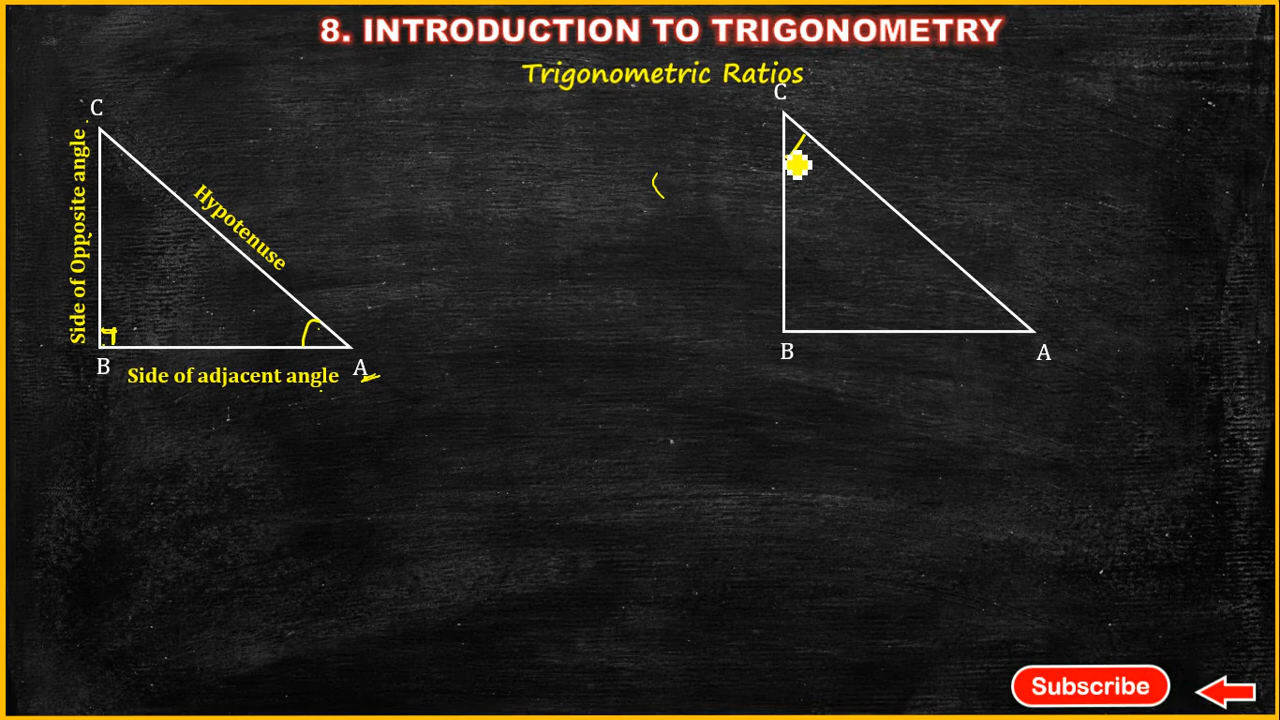 8. INTRODUCTION TO TRIGONOMETRY
Trigonometric Ratios
C
Side of Opposite angle
Hypotenuse
B
A
Side of adjacent angle
C
B
A
Subscribe